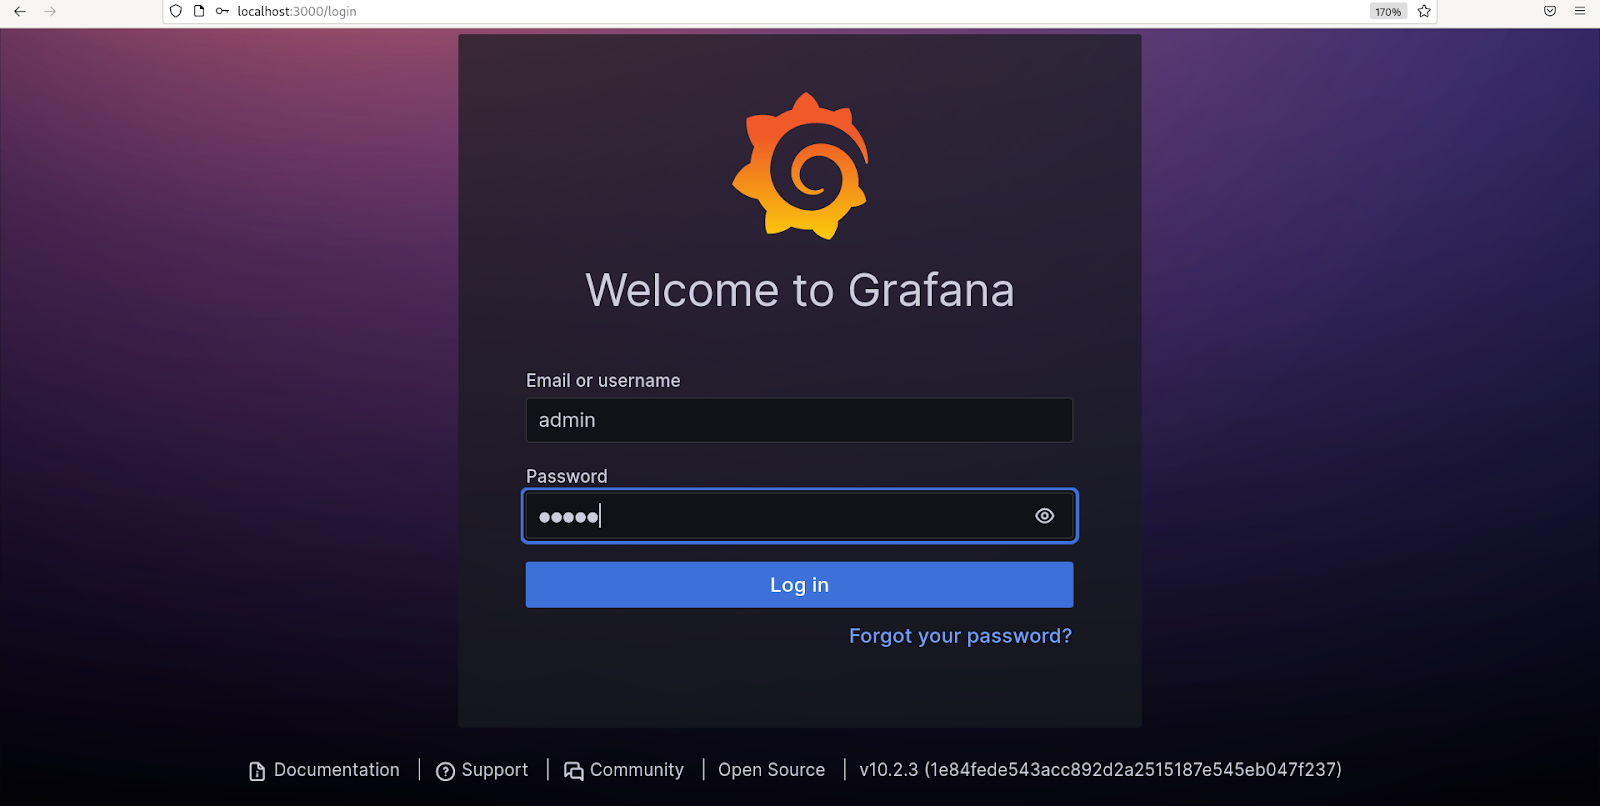 localhost:3000/login
170%
Welcome to Grafana
Email or username
admin
Password
•••••
Log in
Forgot your password?
Documentation | Support | Community | Open Source | v10.2.3 (1e84fede543acc892d2a2515187e545eb047f237)